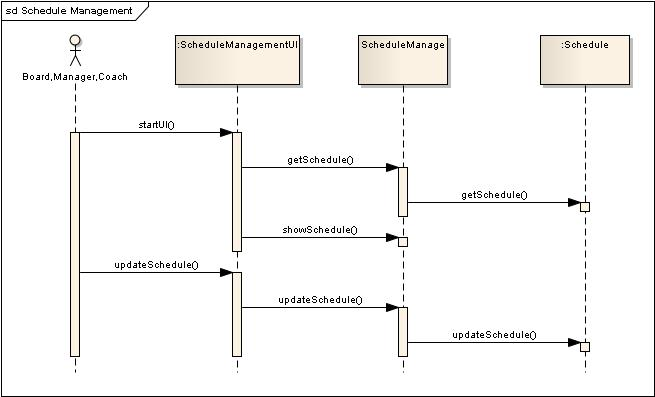 sd Schedule Management
:ScheduleManagementUI
ScheduleManage
:Schedule
Board,Manager,Coach
startUI()
getSchedule()
getSchedule()
showSchedule()
updateSchedule()
updateSchedule()
updateSchedule()